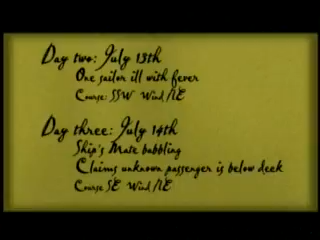 Day two: July 13th
One sailor ill with fever
Course: SSW Wind/NE
Day three: July 14th
Ship's Mate babbling
Claims unknown passenger is below deck
Course SE Wind/NE